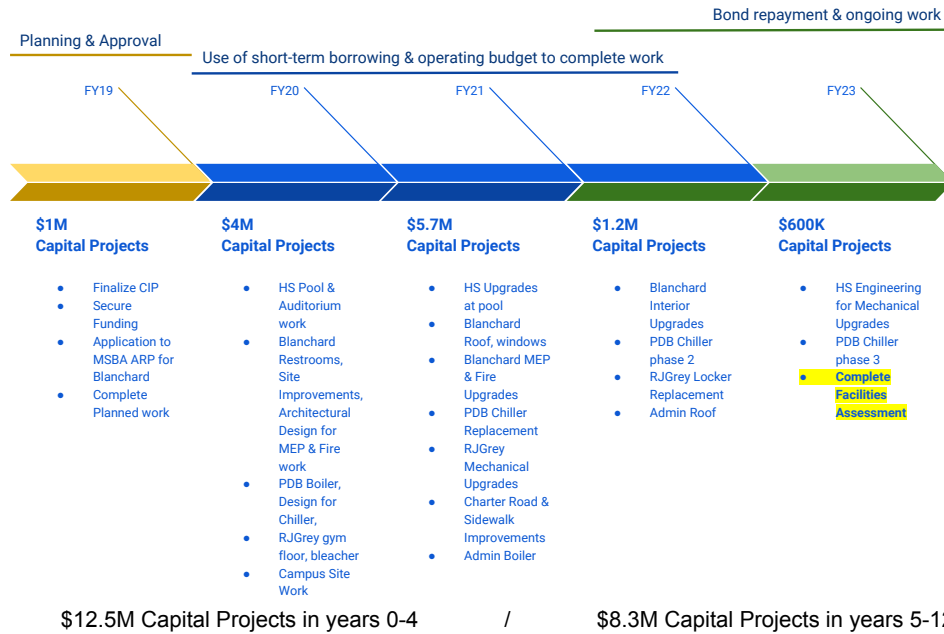 Bond repayment & ongoing work
Planning & Approval
Use of short-term borrowing & operating budget to complete work
FY19
FY20
FY21
FY22
FY23
$1M
Capital Projects
● Finalize CIP
● Secure
Funding
● Application to
MSBA ARP for
Blanchard
● Complete
Planned work
$4M
Capital Projects
● HS Pool &
Auditorium
work
● Blanchard
Restrooms,
Site
Improvements,
Architectural
Design for
MEP & Fire
work
● PDB Boiler,
Design for
Chiller,
● RJGrey gym
floor, bleacher
● Campus Site
Work
$5.7M
Capital Projects
● HS Upgrades
at pool
● Blanchard
Roof, windows
● Blanchard MEP
& Fire
Upgrades
● PDB Chiller
Replacement
● RJGrey
Mechanical
Upgrades
● Charter Road &
Sidewalk
Improvements
● Admin Boiler
$1.2M
Capital Projects
● Blanchard
Interior
Upgrades
● PDB Chiller
phase 2
● RJGrey Locker
Replacement
● Admin Roof
$600K
Capital Projects
● HS Engineering
for Mechanical
Upgrades
● PDB Chiller
phase 3
● Complete
Facilities
Assessment
$12.5M Capital Projects in years 0-4 / $8.3M Capital Projects in years 5-12